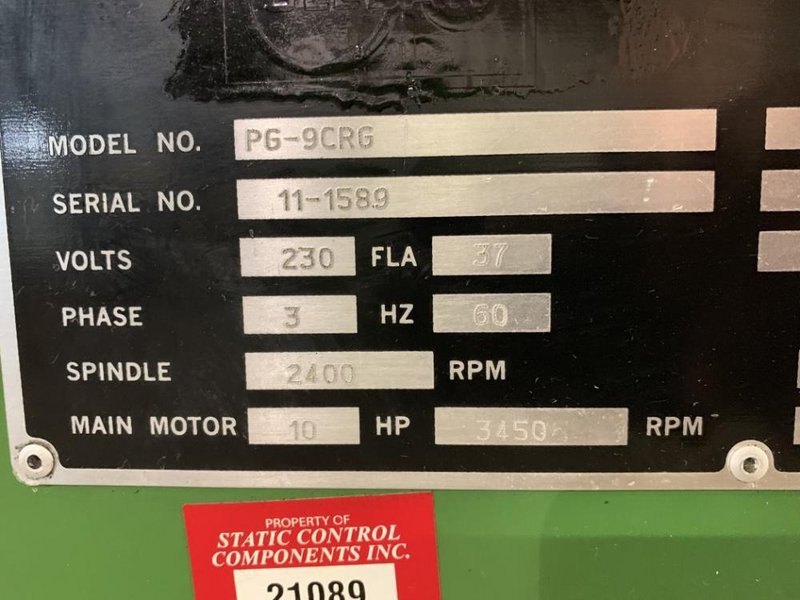 MODEL NO. PG-9CRG
SERIAL NO. 11-1589
VOLTS 230 FLA 37
PHASE 3 HZ 60
SPINDLE 2400 RPM
MAIN MOTOR 10 HP 3450 RPM
PROPERTY OF
STATIC CONTROL
COMPONENTS INC.
21089